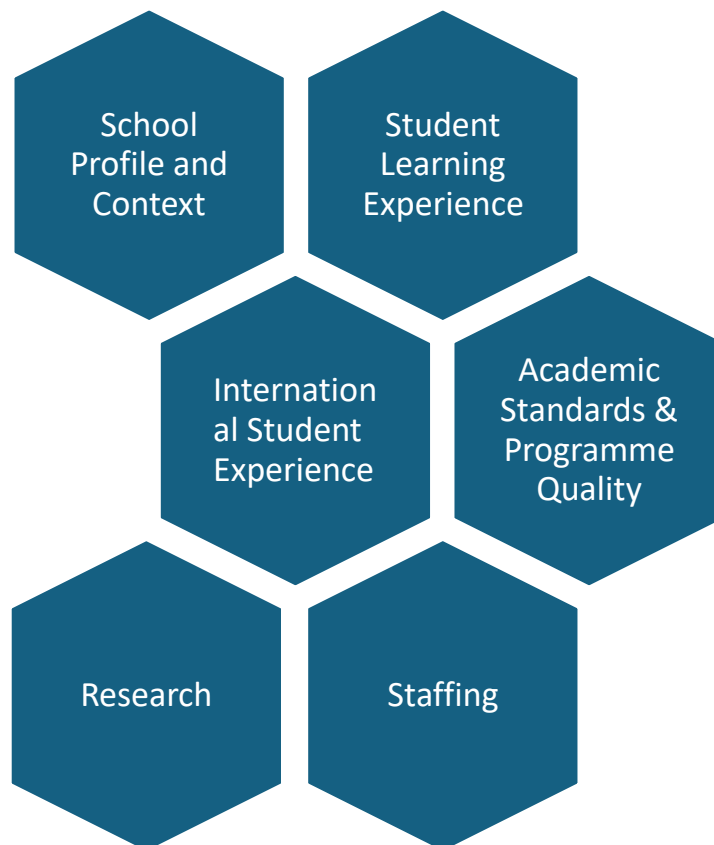 School
Profile and
Context
Student
Learning
Experience
Internation
al Student
Experience
Academic
Standards &
Programme
Quality
Research
Staffing